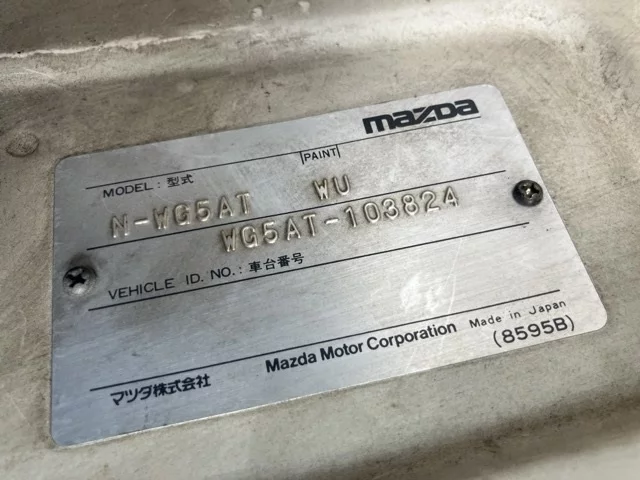 mazda
MODEL: 型式 PAINT
N-WG5AT WU
WG5AT-103824
VEHICLE ID. NO.: 車台番号
マツダ株式会社 Mazda Motor Corporation Made in Japan
(8595B)